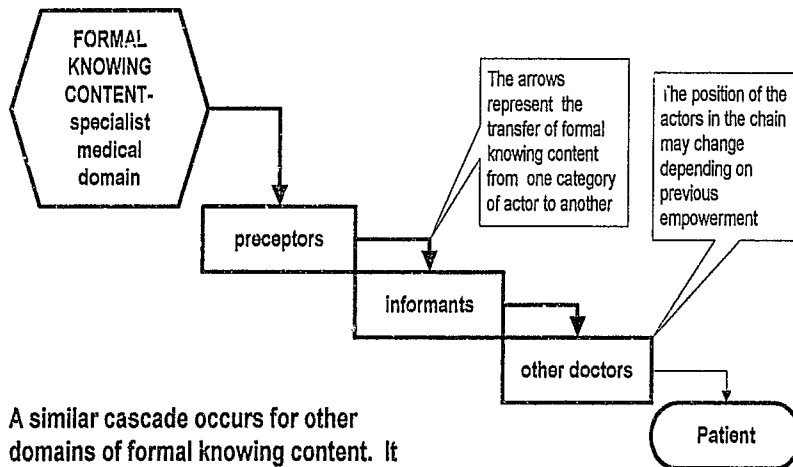 FORMAL
KNOWING
CONTENT-
specialist
medical
domain
The arrows
represent the
transfer of formal
knowing content
from one category
of actor to another
The position of the
actors in the chain
may change
depending on
previous
empowerment
preceptors
informants
other doctors
Patient
A similar cascade occurs for other
domains of formal knowing content. It